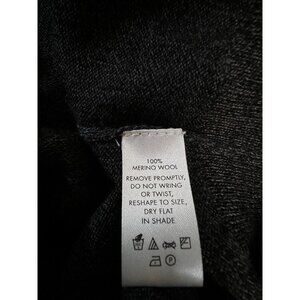 100%
MERINO WOOL
REMOVE PROMPTLY,
DO NOT WRING
OR TWIST,
RESHAPE TO SIZE,
DRY FLAT
IN SHADE